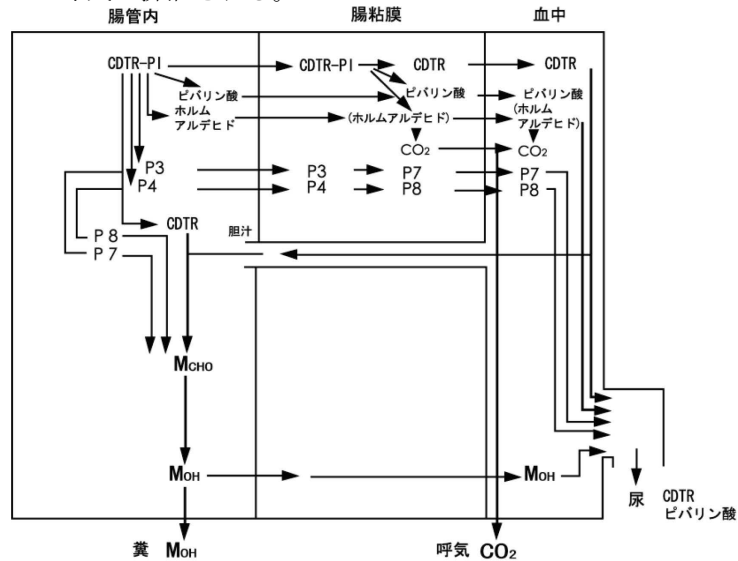 腸管内 腸粘膜 血中
CDTR-PI CDTR-PI CDTR CDTR
ピバリン酸 ピバリン酸 ピバリン酸
ホルム
アルデヒド (ホルムアルデヒド) (ホルム
アルデヒド)
CO2 CO2
P3 P3 P7 P7
P4 P4 P8 P8
CDTR 胆汁
P8
P7
MCHO
MOH MOH
尿 CDTR
ピバリン酸
糞 MOH 呼気 CO2